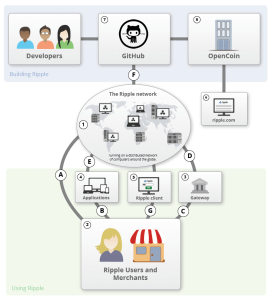 7
8
Developers
GitHub
OpenCoin
Building Ripple
F
The Ripple network
ripple.com
1
running on a distributed network
of computers around the globe
E
D
A
4
5
3
Applications
Ripple client
Gateway
B
G
C
2
Ripple Users and
Merchants
Using Ripple